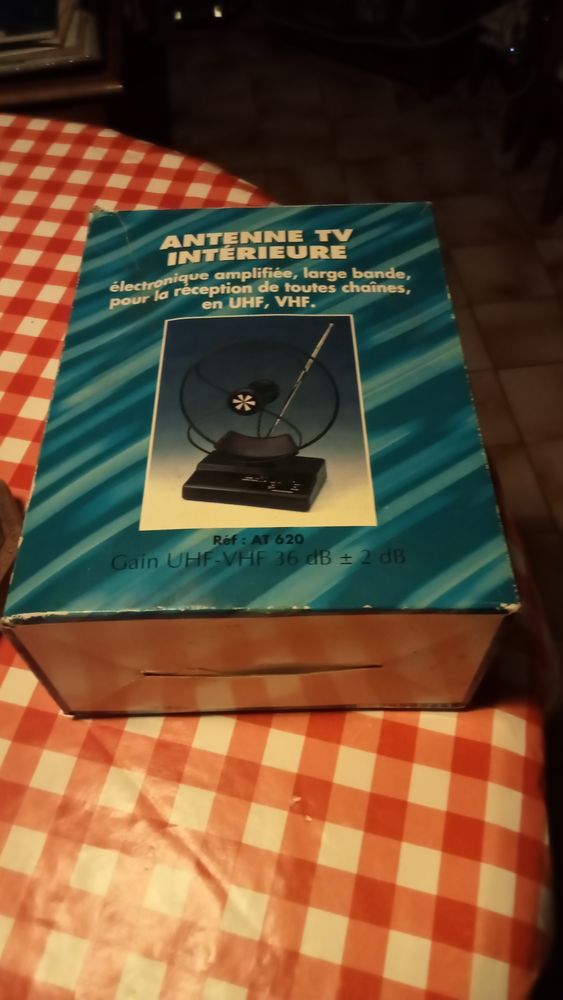 ANTENNE TV
INTÉRIEURE
électronique amplifiée, large bande,
pour la réception de toutes chaînes,
en UHF, VHF.
Réf : AT 620
Gain UHF-VHF 36 dB ± 2 dB